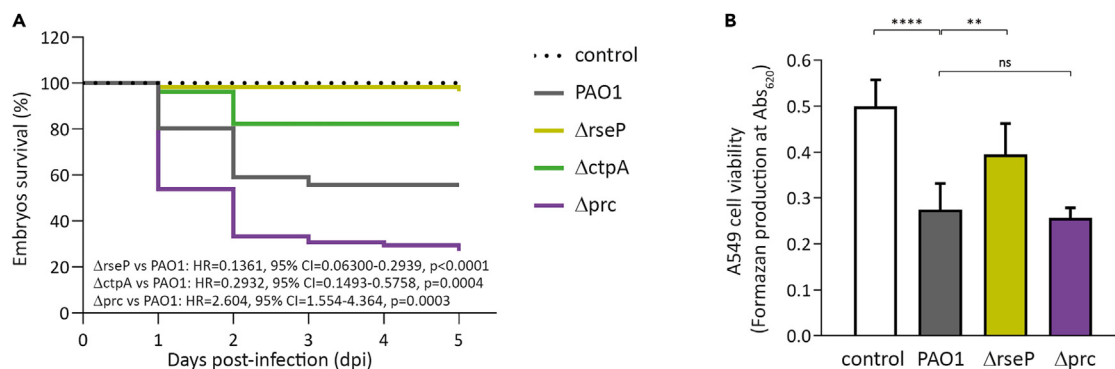 A
Embryos survival (%)
120
100
80
60
40
20
0
0 1 2 3 4 5
Days post-infection (dpi)
ΔrseP vs PAO1: HR=0.1361, 95% CI=0.06300-0.2939, p<0.0001
ΔctpA vs PAO1: HR=0.2932, 95% CI=0.1493-0.5758, p=0.0004
Δprc vs PAO1: HR=2.604, 95% CI=1.554-4.364, p=0.0003
control
PAO1
ΔrseP
ΔctpA
Δprc
B
A549 cell viability
(Formazan production at Abs620)
0.6
0.5
0.4
0.3
0.2
0.1
0.0
**** **
ns
control PAO1 ΔrseP Δprc